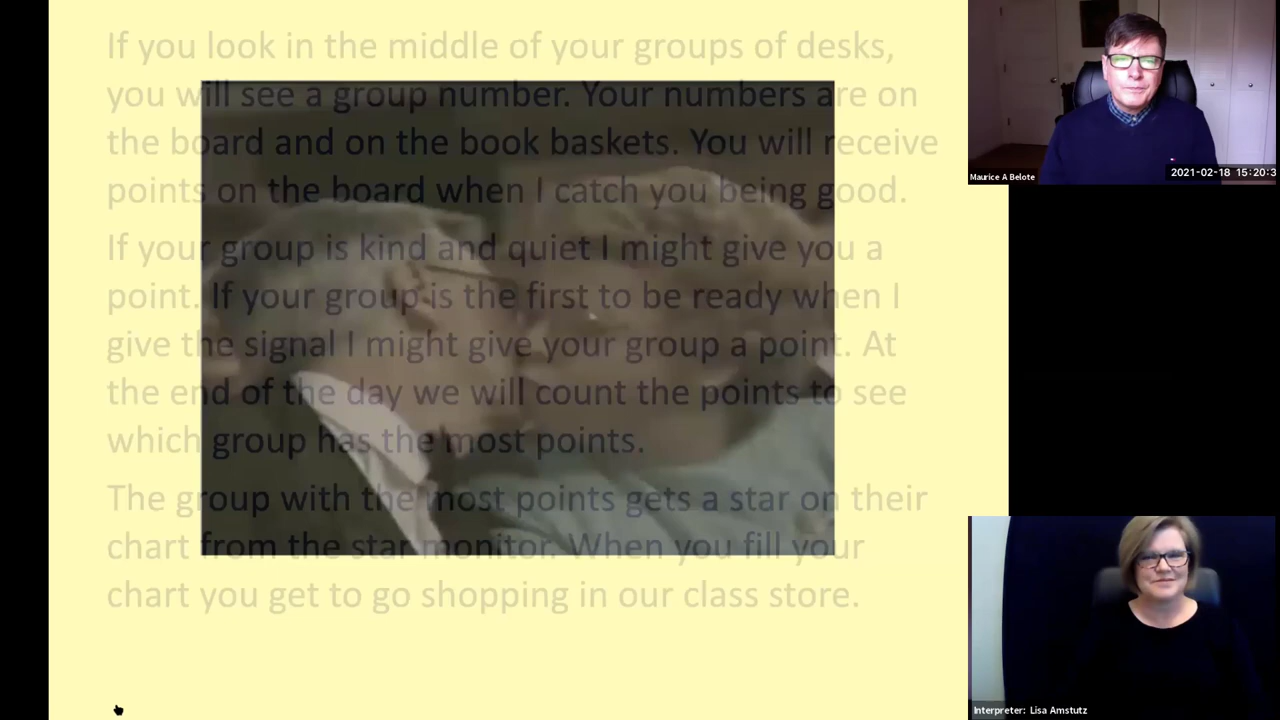 If you look in the middle of your groups of desks,
you will see a group number. Your numbers are on
the board and on the book baskets. You will receive
points on the board when I catch you being good.
If your group is kind and quiet I might give you a
point. If your group is the first to be ready when I
give the signal I might give your group a point. At
the end of the day we will count the points to see
which group has the most points.
The group with the most points gets a star on their
chart from the star monitor. When you fill your
chart you get to go shopping in our class store.
Maurice A Belote
2021-02-18 15:20:3
Interpreter: Lisa Amstutz